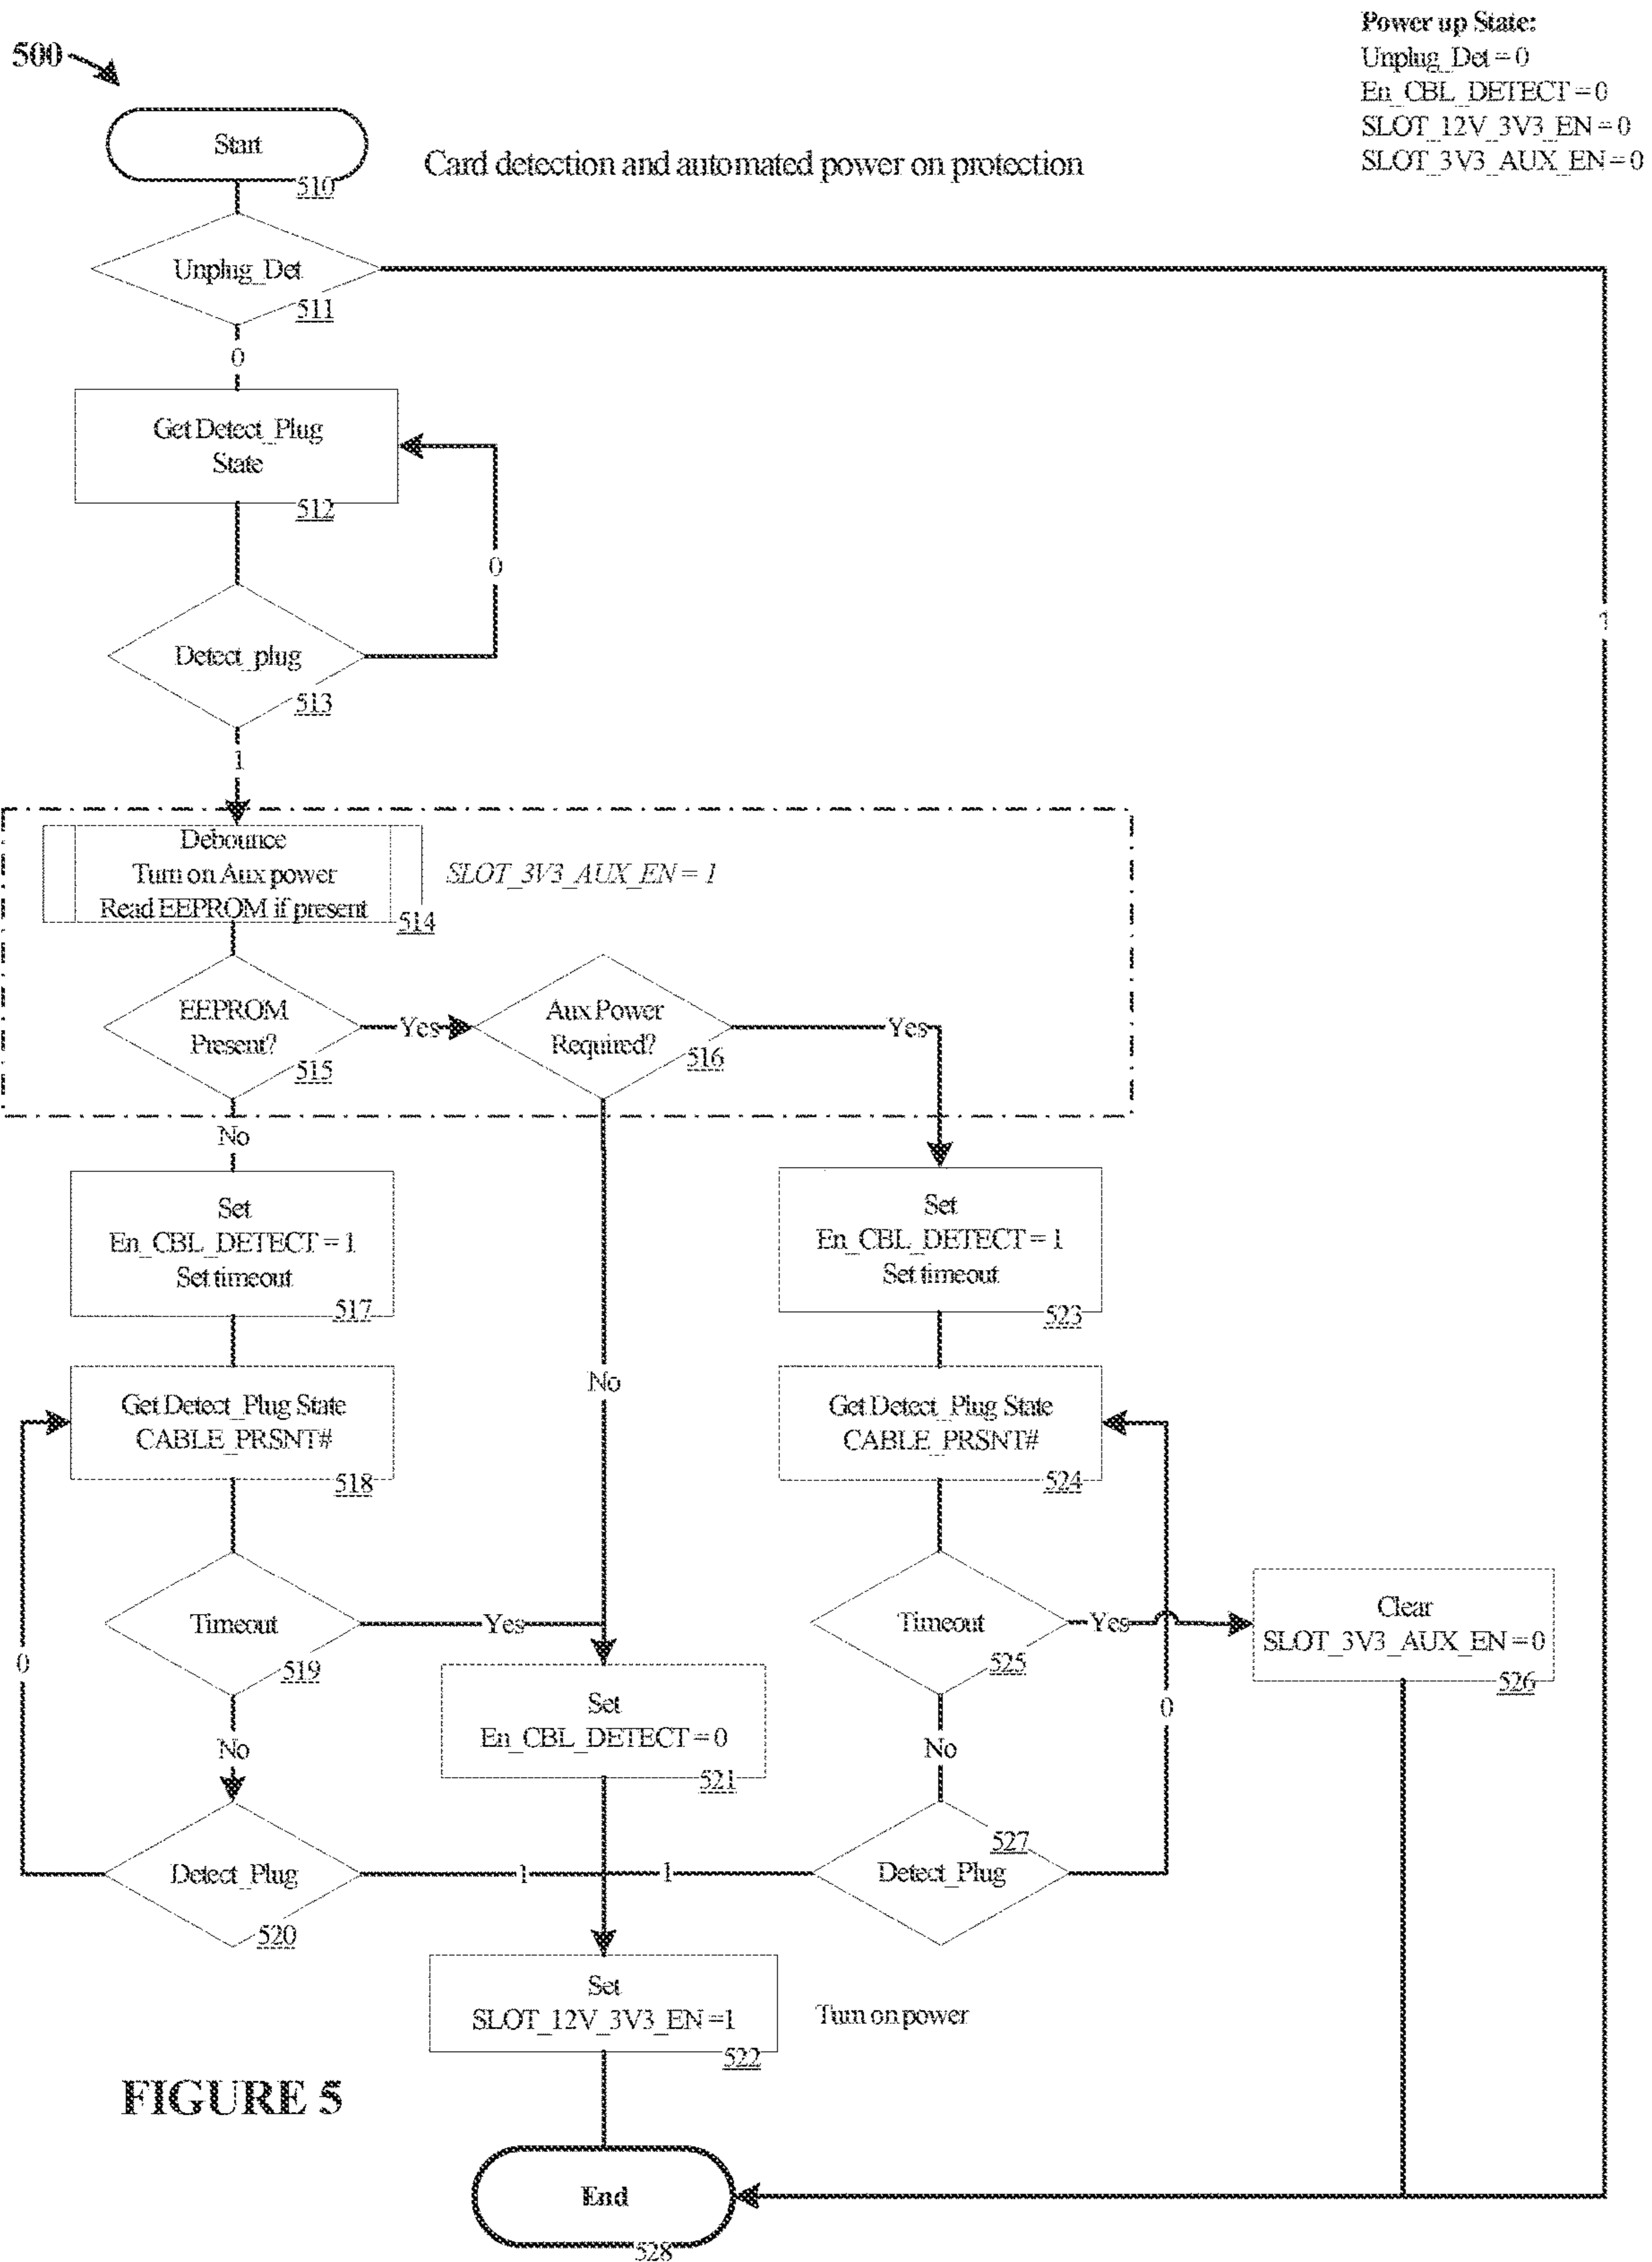 Power up State:
Unplug_Det = 0
En_CBL_DETECT = 0
SLOT_12V_3V3_EN = 0
SLOT_3V3_AUX_EN = 0
500
Start
510
Card detection and automated power on protection
Unplug_Det
511
0
1
Get Detect_Plug
State
512
0
Detect_plug
513
1
Debounce
Turn on Aux power
Read EEPROM if present
514
SLOT_3V3_AUX_EN = 1
EEPROM
Present?
515
Yes
Aux Power
Required?
516
Yes
No
Set
En_CBL_DETECT = 1
Set timeout
517
Set
En_CBL_DETECT = 1
Set timeout
523
No
Get Detect_Plug State
CABLE_PRSNT#
518
Get Detect_Plug State
CABLE_PRSNT#
524
Timeout
519
Yes
Timeout
525
Yes
Clear
SLOT_3V3_AUX_EN = 0
526
0
No
Set
En_CBL_DETECT = 0
521
No
0
Detect_Plug
520
1
1
527
Detect_Plug
Set
SLOT_12V_3V3_EN =1
522
Turn on power
FIGURE 5
End
528